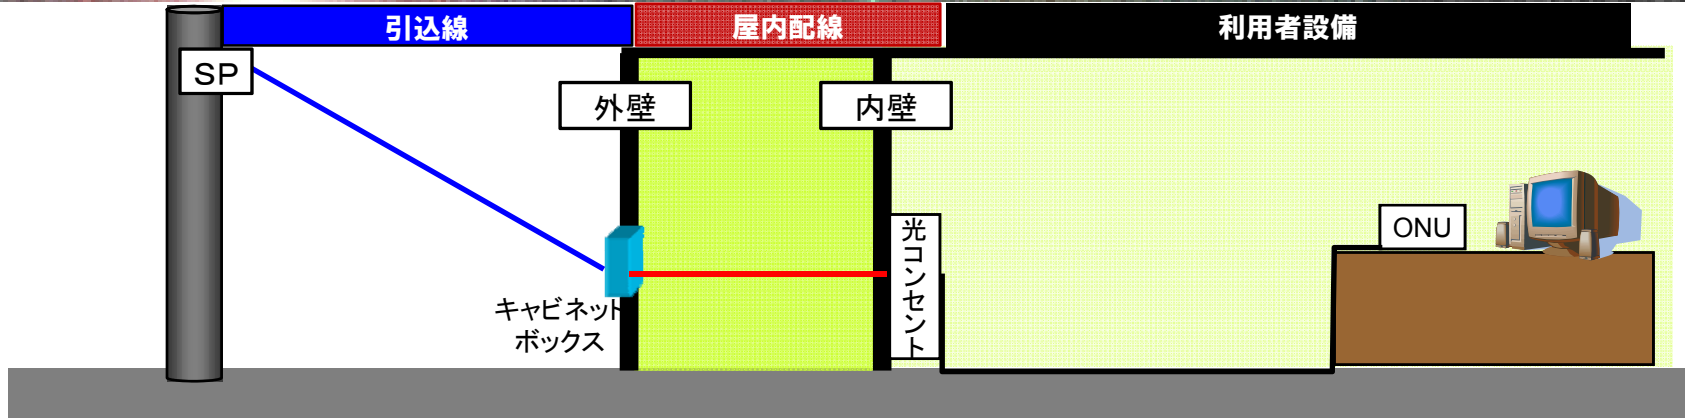 引込線
屋内配線
利用者設備
SP
外壁
内壁
光コンセント
ONU
キャビネット
ボックス